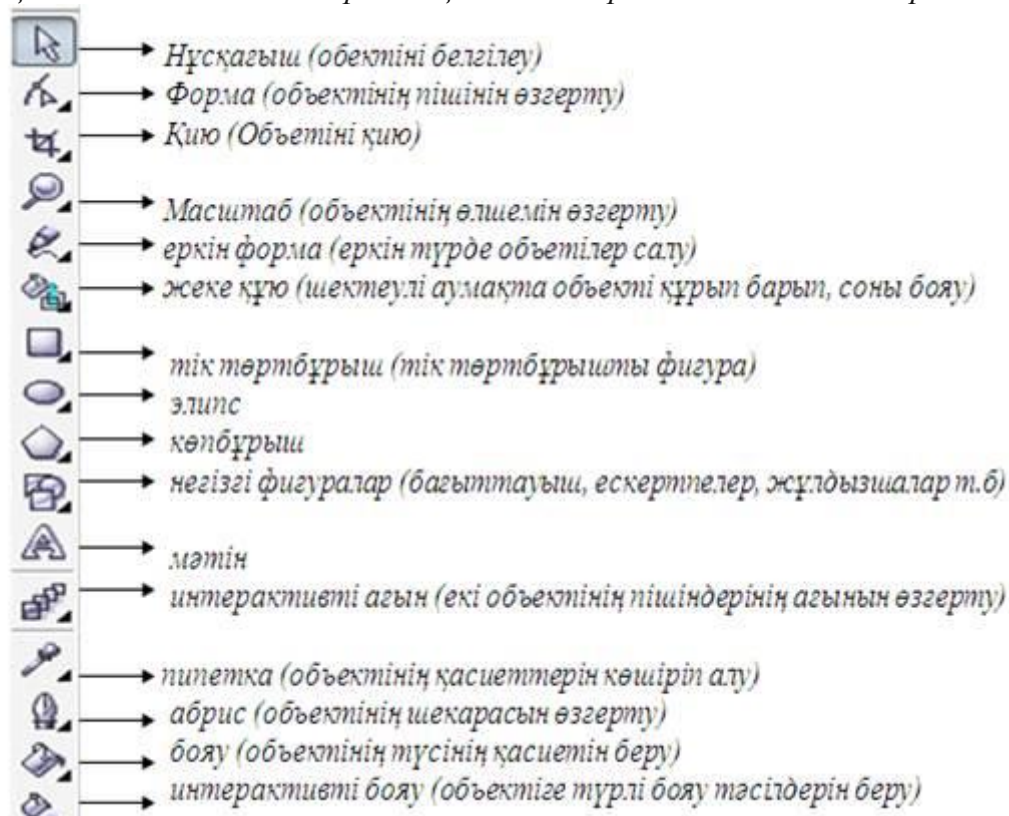 Нұсқағыш (обектіні белгілеу)
Форма (объектінің пішінін өзгерту)
Қию (Объетіні қию)
Масштаб (объектінің өлшемін өзгерту)
еркін форма (еркін түрде объетілер салу)
жеке құю (шектеулі аумақта объекті құрып барып, соны бояу)
тік төртбұрыш (тік төртбұрышты фигура)
элипс
көпбұрыш
негізгі фигуралар (бағыттауыш, ескертпелер, жұлдызшалар т.б)
мәтін
интерактивті ағын (екі объектінің пішіндерінің ағынын өзгерту)
пипетка (объектінің қасиеттерін көшіріп алу)
абрис (объектінің шекарасын өзгерту)
бояу (объектінің түсінің қасиетін беру)
интерактивті бояу (объектіге түрлі бояу тәсілдерін беру)